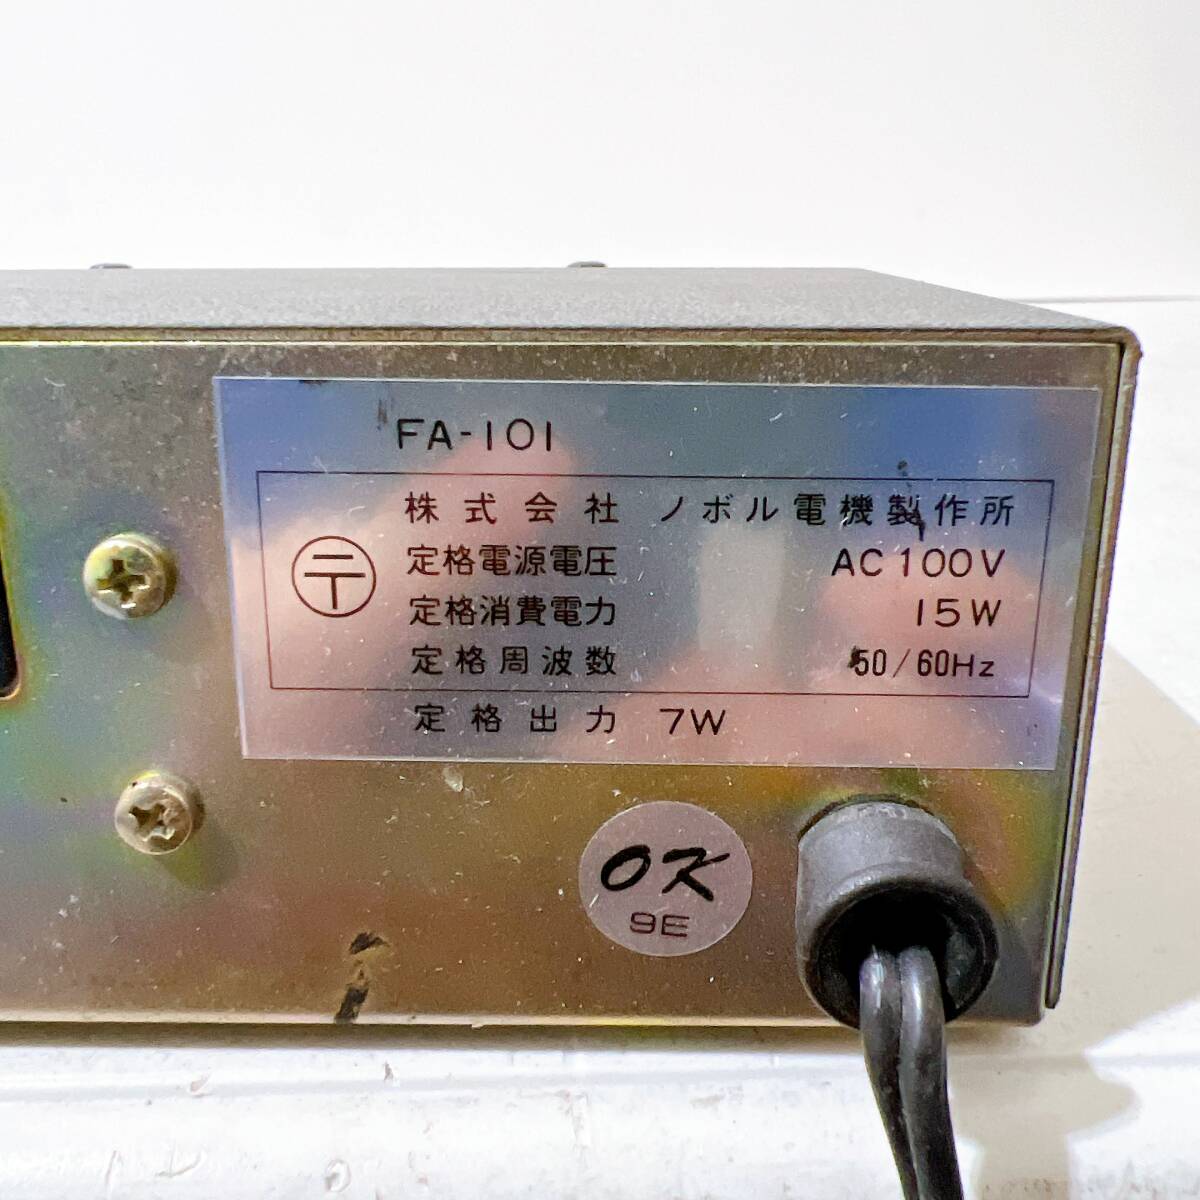 FA-101
株式会社 ノボル電機製作所
〒
定格電源電圧 AC100V
定格消費電力 15W
定格周波数 50/60Hz
定格出力 7W
OK
9E